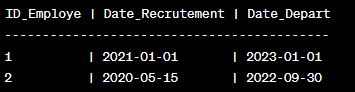 ID_Employe | Date_Recrutement | Date_Depart
-----------------------------------------
1          | 2021-01-01       | 2023-01-01
2          | 2020-05-15       | 2022-09-30